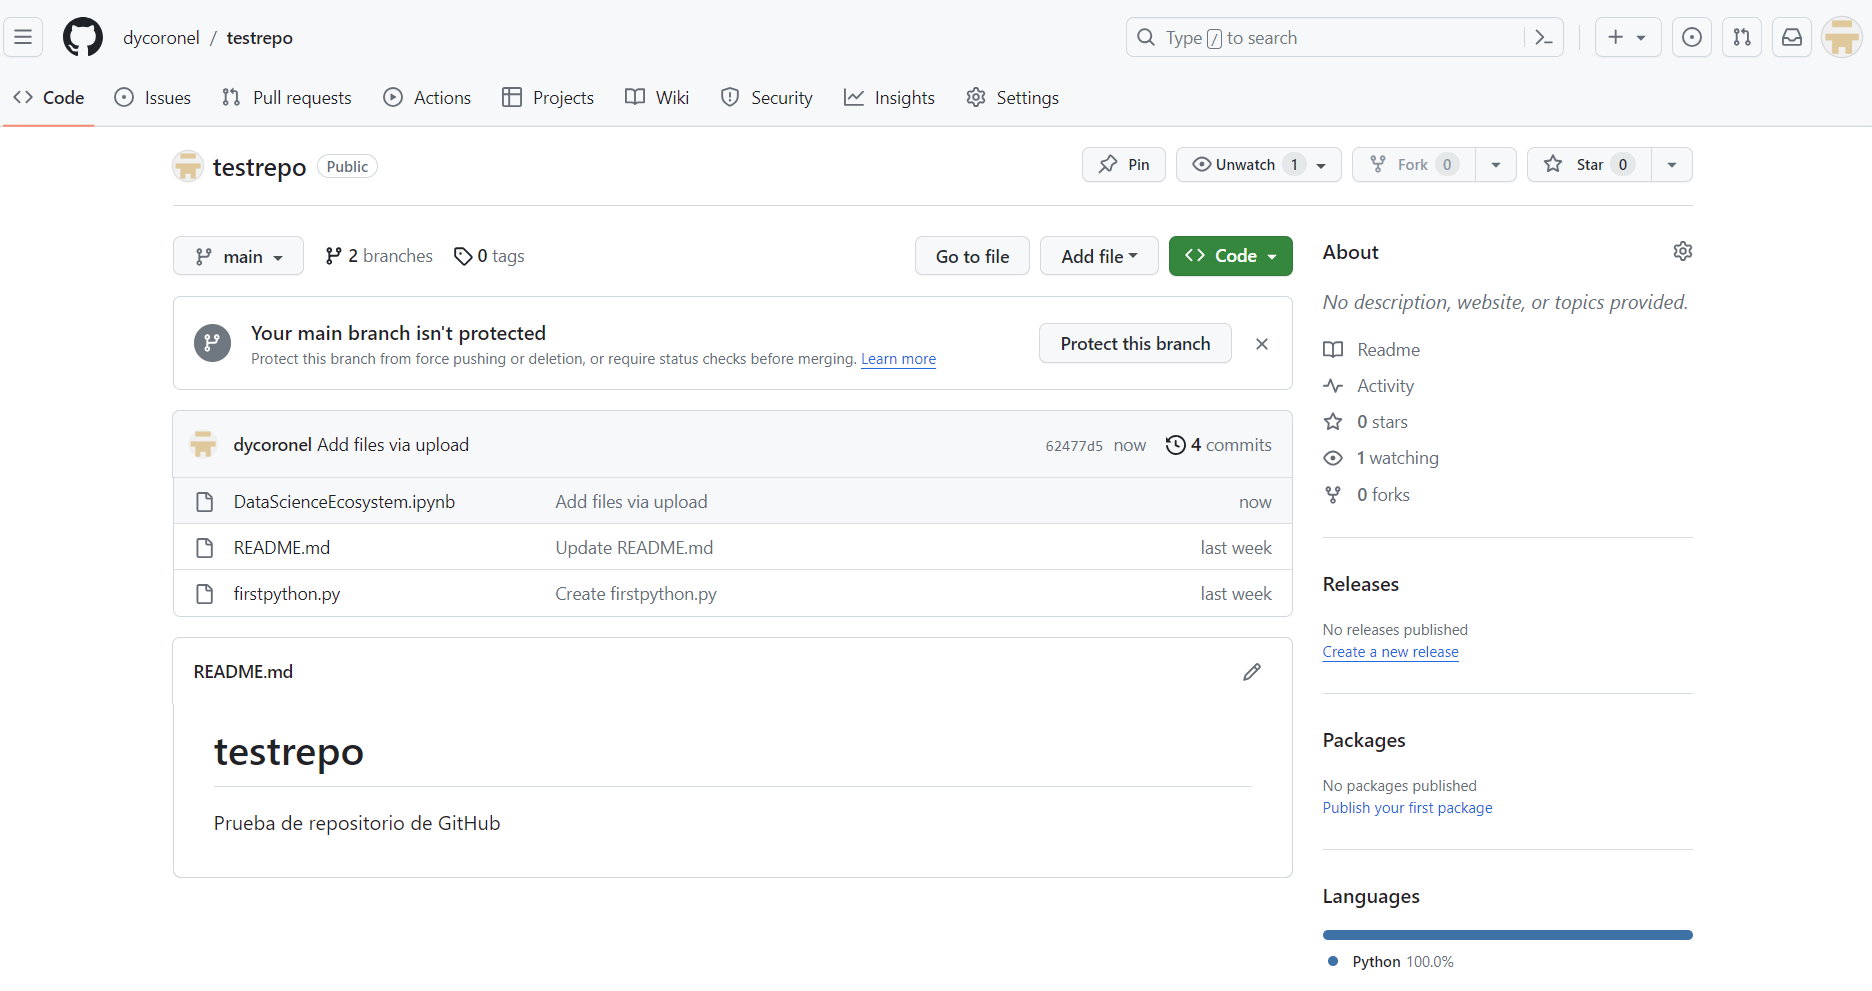 dycoronel / testrepo
Type / to search
Code Issues Pull requests Actions Projects Wiki Security Insights Settings
testrepo Public
Pin Unwatch 1 Fork 0 Star 0
main 2 branches 0 tags
Go to file Add file Code
Your main branch isn't protected
Protect this branch from force pushing or deletion, or require status checks before merging. Learn more
Protect this branch
dycoronel Add files via upload 62477d5 now 4 commits
DataScienceEcosystem.ipynb Add files via upload now
README.md Update README.md last week
firstpython.py Create firstpython.py last week
README.md
testrepo
Prueba de repositorio de GitHub
About
No description, website, or topics provided.
Readme
Activity
0 stars
1 watching
0 forks
Releases
No releases published
Create a new release
Packages
No packages published
Publish your first package
Languages
Python 100.0%